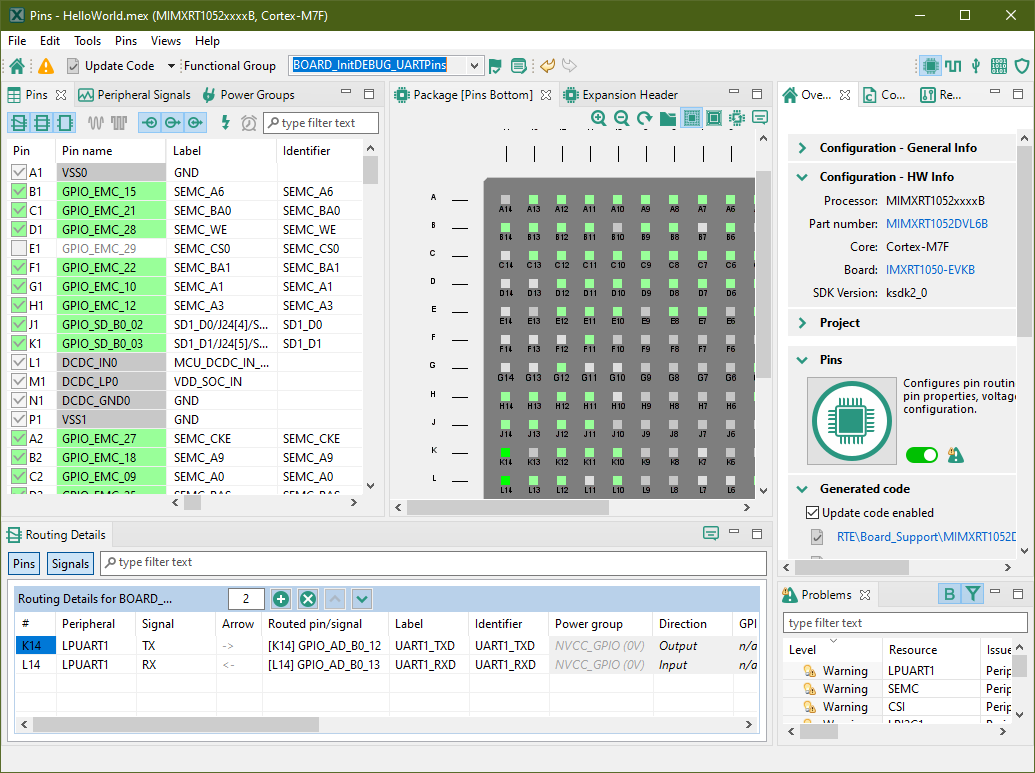 Pins - HelloWorld.mex (MIMXRT1052xxxxB, Cortex-M7F)
File Edit Tools Pins Views Help
Update Code Functional Group BOARD_InitDEBUG_UARTPins
Pins Peripheral Signals Power Groups
type filter text
Pin Pin name Label Identifier
A1 VSS0 GND
B1 GPIO_EMC_15 SEMC_A6 SEMC_A6
C1 GPIO_EMC_21 SEMC_BA0 SEMC_BA0
D1 GPIO_EMC_28 SEMC_WE SEMC_WE
E1 GPIO_EMC_29 SEMC_CS0 SEMC_CS0
F1 GPIO_EMC_22 SEMC_BA1 SEMC_BA1
G1 GPIO_EMC_10 SEMC_A1 SEMC_A1
H1 GPIO_EMC_12 SEMC_A3 SEMC_A3
J1 GPIO_SD_B0_02 SD1_D0/J24[4]/S... SD1_D0
K1 GPIO_SD_B0_03 SD1_D1/J24[5]/S... SD1_D1
L1 DCDC_IN0 MCU_DCDC_IN_...
M1 DCDC_LP0 VDD_SOC_IN
N1 DCDC_GND0 GND
P1 VSS1 GND
A2 GPIO_EMC_27 SEMC_CKE SEMC_CKE
B2 GPIO_EMC_18 SEMC_A9 SEMC_A9
C2 GPIO_EMC_09 SEMC_A0 SEMC_A0
Package [Pins Bottom] Expansion Header
A A14 A13 A12 A11 A10 A9 A8 A7 A6
B B14 B13 B12 B11 B10 B9 B8 B7 B6
C C14 C13 C12 C11 C10 C9 C8 C7 C6
D D14 D13 D12 D11 D10 D9 D8 D7 D6
E E14 E13 E12 E11 E10 E9 E8 E7 E6
F F14 F13 F12 F11 F10 F9 F8 F7 F6
G G14 G13 G12 G11 G10 G9 G8 G7 G6
H H14 H13 H12 H11 H10 H9 H8 H7 H6
J J14 J13 J12 J11 J10 J9 J8 J7 J6
K K14 K13 K12 K11 K10 K9 K8 K7 K6
L L14 L13 L12 L11 L10 L9 L8 L7 L6
Ove... Co... Re...
Configuration - General Info
Configuration - HW Info
Processor: MIMXRT1052xxxxB
Part number: MIMXRT1052DVL6B
Core: Cortex-M7F
Board: IMXRT1050-EVKB
SDK Version: ksdk2_0
Project
Pins
Configures pin routin
pin properties, voltage
configuration.
Generated code
Update code enabled
RTE\Board_Support\MIMXRT1052D
Routing Details
Pins Signals type filter text
Routing Details for BOARD_... 2
# Peripheral Signal Arrow Routed pin/signal Label Identifier Power group Direction GPI
K14 LPUART1 TX -> [K14] GPIO_AD_B0_12 UART1_TXD UART1_TXD NVCC_GPIO (0V) Output n/a
L14 LPUART1 RX <- [L14] GPIO_AD_B0_13 UART1_RXD UART1_RXD NVCC_GPIO (0V) Input n/a
Problems B
type filter text
Level Resource Issue
Warning LPUART1 Perip
Warning SEMC Perip
Warning CSI Perip